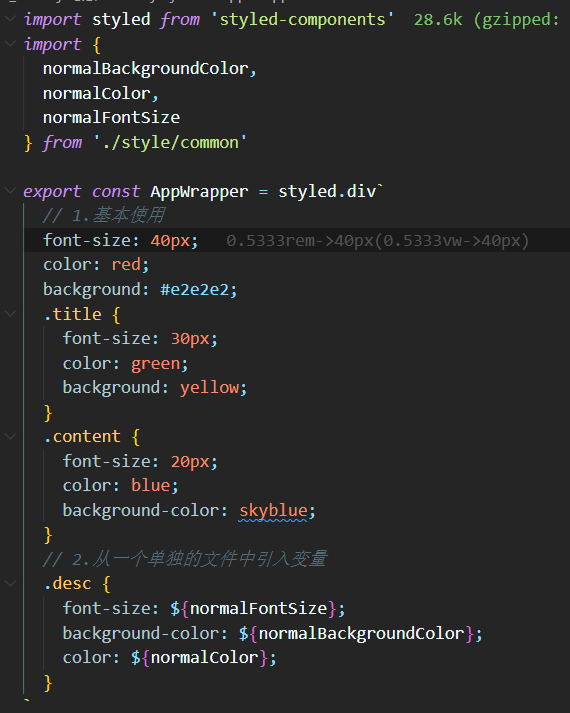 import styled from 'styled-components' 28.6k (gzipped:
import {
normalBackgroundColor,
normalColor,
normalFontSize
} from './style/common'
export const AppWrapper = styled.div`
// 1.基本使用
font-size: 40px; 0.5333rem->40px(0.5333vw->40px)
color: red;
background: #e2e2e2;
.title {
font-size: 30px;
color: green;
background: yellow;
}
.content {
font-size: 20px;
color: blue;
background-color: skyblue;
}
// 2.从一个单独的文件中引入变量
.desc {
font-size: ${normalFontSize};
background-color: ${normalBackgroundColor};
color: ${normalColor};
}
`